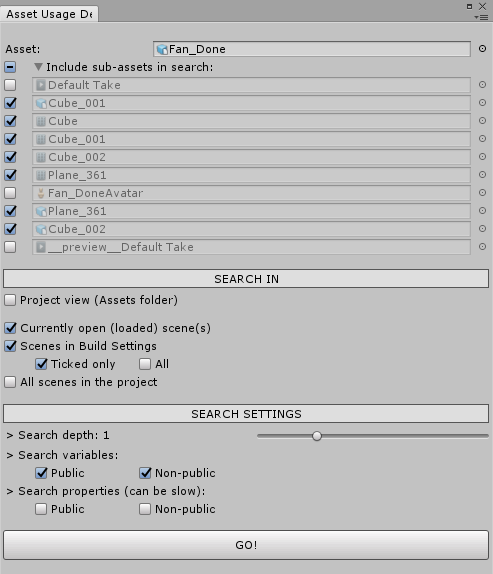 Asset Usage De
Asset: Fan_Done
Include sub-assets in search:
Default Take
Cube_001
Cube
Cube_001
Cube_002
Plane_361
Fan_DoneAvatar
Plane_361
Cube_002
__preview__Default Take
SEARCH IN
Project view (Assets folder)
Currently open (loaded) scene(s)
Scenes in Build Settings
Ticked only All
All scenes in the project
SEARCH SETTINGS
> Search depth: 1
> Search variables:
Public Non-public
> Search properties (can be slow):
Public Non-public
GO!